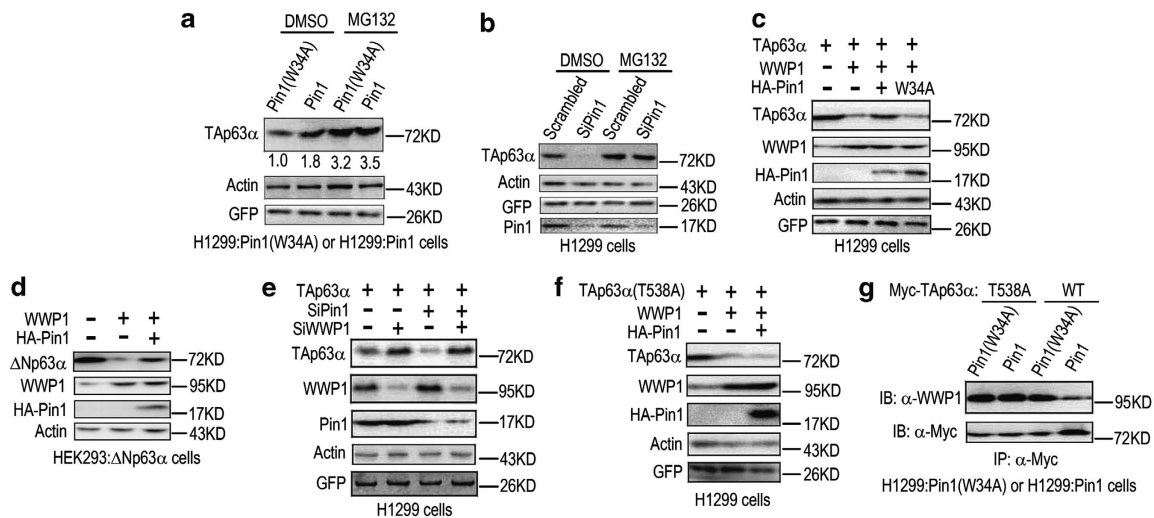 a
DMSO MG132
Pin1(W34A) Pin1 Pin1(W34A) Pin1
TAp63α 72KD
1.0 1.8 3.2 3.5
Actin 43KD
GFP 26KD
H1299:Pin1(W34A) or H1299:Pin1 cells
b
DMSO MG132
Scrambled SiPin1 Scrambled SiPin1
TAp63α 72KD
Actin 43KD
GFP 26KD
Pin1 17KD
H1299 cells
c
TAp63α + + + +
WWP1 - + + +
HA-Pin1 - - + W34A
TAp63α 72KD
WWP1 95KD
HA-Pin1 17KD
Actin 43KD
GFP 26KD
H1299 cells
d
WWP1 - + +
HA-Pin1 - - +
ΔNp63α 72KD
WWP1 95KD
HA-Pin1 17KD
Actin 43KD
HEK293:ΔNp63α cells
e
TAp63α + + + +
SiPin1 - - + +
SiWWP1 - + - +
TAp63α 72KD
WWP1 95KD
Pin1 17KD
Actin 43KD
GFP 26KD
H1299 cells
f
TAp63α(T538A) + + +
WWP1 - + +
HA-Pin1 - - +
TAp63α 72KD
WWP1 95KD
HA-Pin1 17KD
Actin 43KD
GFP 26KD
H1299 cells
g
Myc-TAp63α: T538A WT
Pin1(W34A) Pin1 Pin1(W34A) Pin1
IB: α-WWP1 95KD
IB: α-Myc 72KD
IP: α-Myc
H1299:Pin1(W34A) or H1299:Pin1 cells